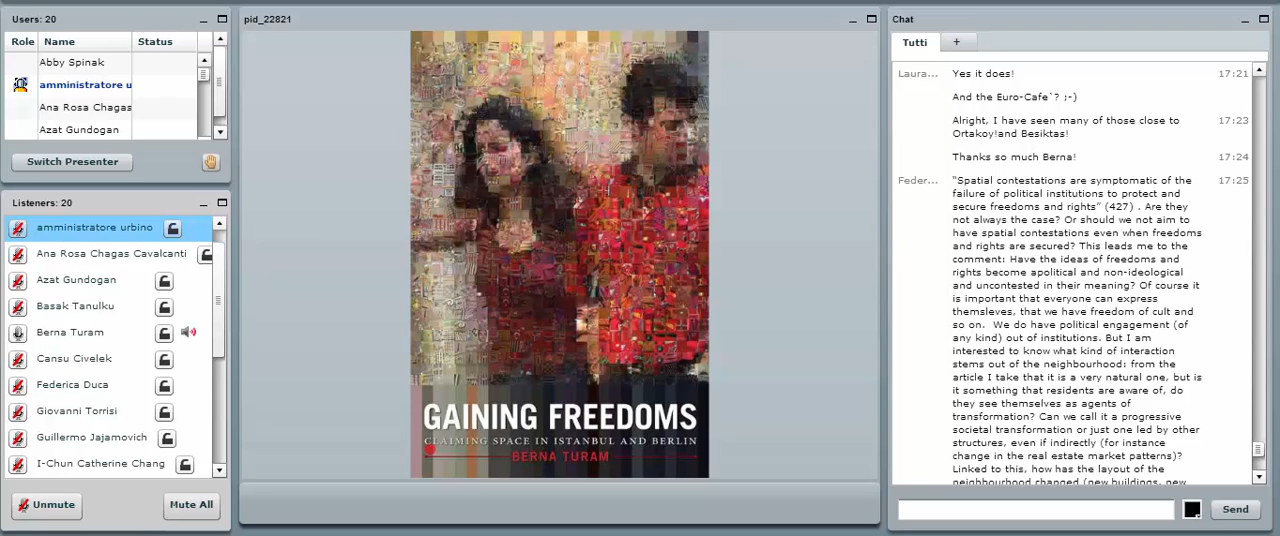 Users: 20
Role Name Status
Abby Spinak
amministratore u
Ana Rosa Chagas
Azat Gundogan
Switch Presenter
Listeners: 20
amministratore urbino
Ana Rosa Chagas Cavalcanti
Azat Gundogan
Basak Tanulku
Berna Turam
Cansu Civelek
Federica Duca
Giovanni Torrisi
Guillermo Jajamovich
I-Chun Catherine Chang
Unmute Mute All
pid_22821
GAINING FREEDOMS
CLAIMING SPACE IN ISTANBUL AND BERLIN
BERNA TURAM
Chat
Tutti +
Laura... Yes it does! 17:21
And the Euro-Cafe`? ;-)
Alright, I have seen many of those close to 17:23
Ortakoy!and Besiktas!
Thanks so much Berna! 17:24
Feder... "Spatial contestations are symptomatic of the 17:25
failure of political institutions to protect and
secure freedoms and rights" (427) . Are they
not always the case? Or should we not aim to
have spatial contestations even when freedoms
and rights are secured? This leads me to the
comment: Have the ideas of freedoms and
rights become apolitical and non-ideological
and uncontested in their meaning? Of course it
is important that everyone can express
themsleves, that we have freedom of cult and
so on. We do have political engagement (of
any kind) out of institutions. But I am
interested to know what kind of interaction
stems out of the neighbourhood: from the
article I take that it is a very natural one, but is
it something that residents are aware of, do
they see themselves as agents of
transformation? Can we call it a progressive
societal transformation or just one led by other
structures, even if indirectly (for instance
change in the real estate market patterns)?
Linked to this, how has the layout of the
neighbourhood changed (new buildings, new
Send